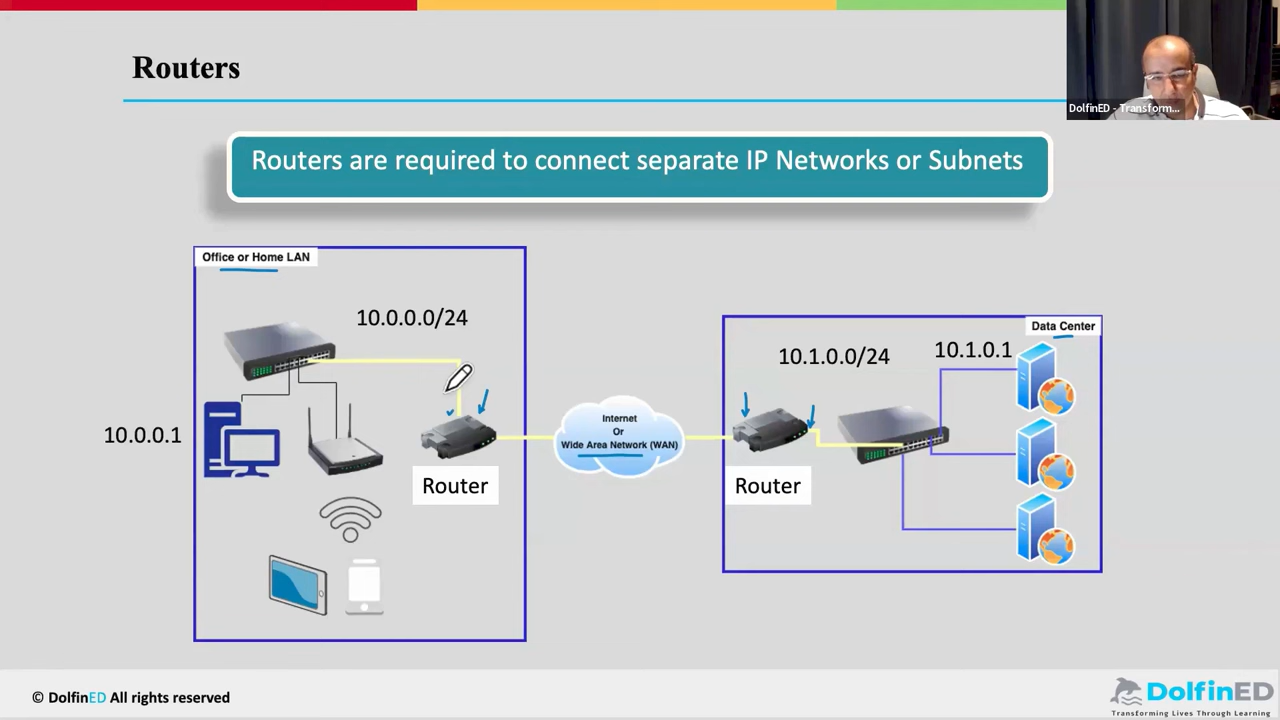 DolfinED - Transform...
Routers
Routers are required to connect separate IP Networks or Subnets
Office or Home LAN
10.0.0.0/24
10.0.0.1
Router
Internet
Or
Wide Area Network (WAN)
Data Center
10.1.0.0/24
10.1.0.1
Router
© DolfinED All rights reserved
DolfinED
Transforming Lives Through Learning